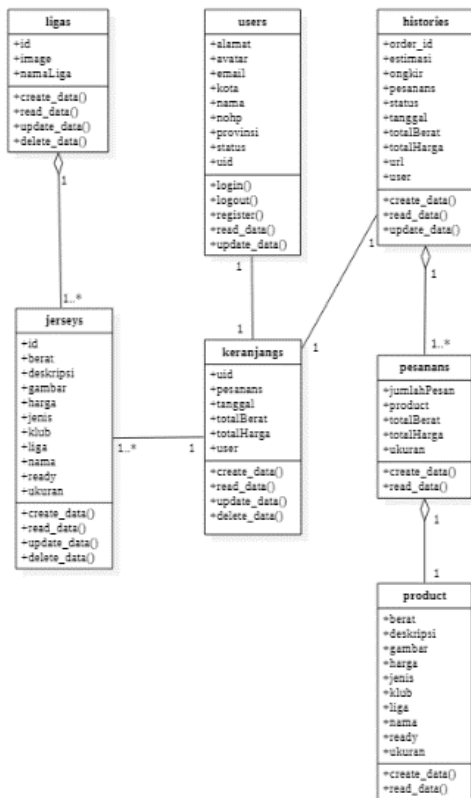 ligas
+id
+image
+namaLiga
+create_data()
+read_data()
+update_data()
+delete_data()
1
1..*
users
+alamat
+avatar
+email
+kota
+nama
+nohp
+provinsi
+status
+uid
+login()
+logout()
+register()
+read_data()
+update_data()
1
1
histories
+order_id
+estimasi
+ongkir
+pesanans
+status
+tanggal
+totalBerat
+totalHarga
+url
+user
+create_data()
+read_data()
+update_data()
1
1
1
1..*
jerseys
+id
+berat
+deskripsi
+gambar
+harga
+jenis
+klub
+liga
+nama
+ready
+ukuran
+create_data()
+read_data()
+update_data()
+delete_data()
1..*
1
keranjangs
+uid
+pesanans
+tanggal
+totalBerat
+totalHarga
+user
+create_data()
+read_data()
+update_data()
+delete_data()
pesanans
+jumlahPesan
+product
+totalBerat
+totalHarga
+ukuran
+create_data()
+read_data()
1
1
product
+berat
+deskripsi
+gambar
+harga
+jenis
+klub
+liga
+nama
+ready
+ukuran
+create_data()
+read_data()